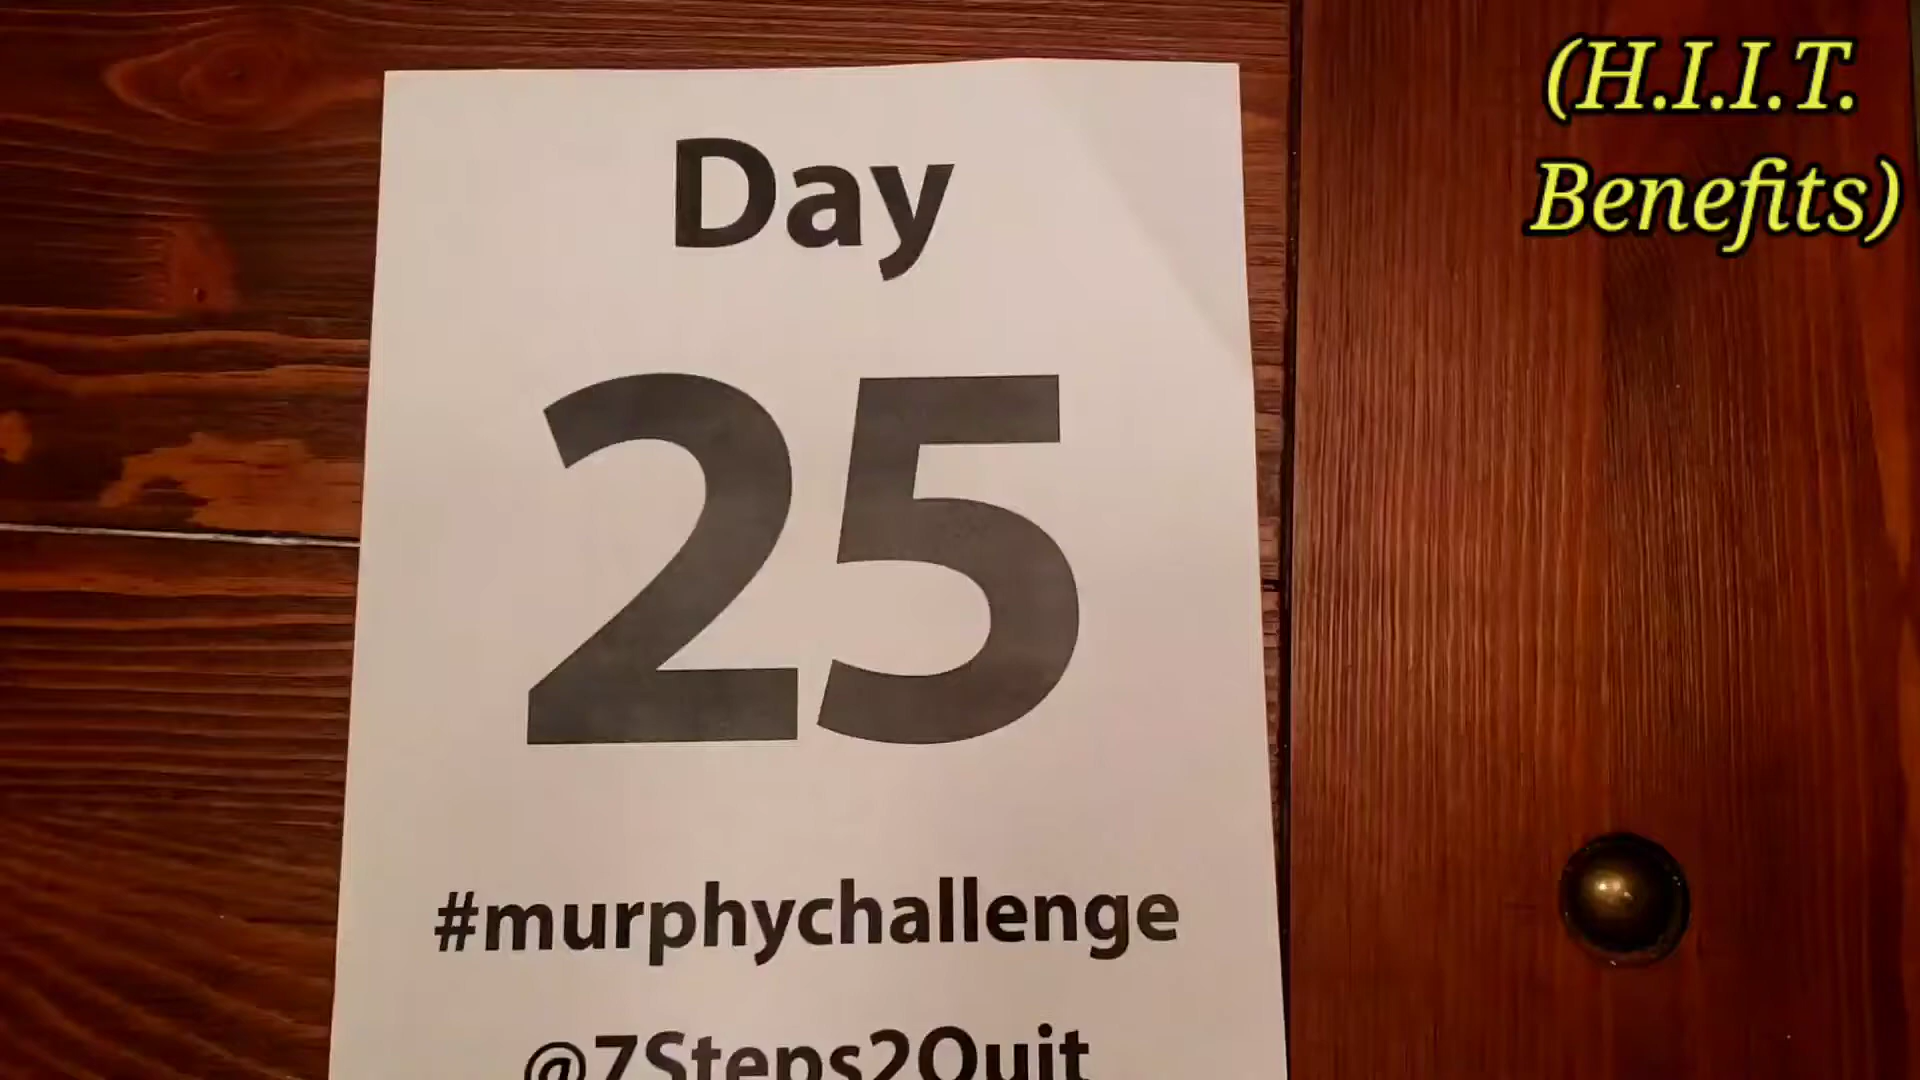 Day
25
#murphychallenge
@7Steps2Quit
(H.I.I.T.
Benefits)